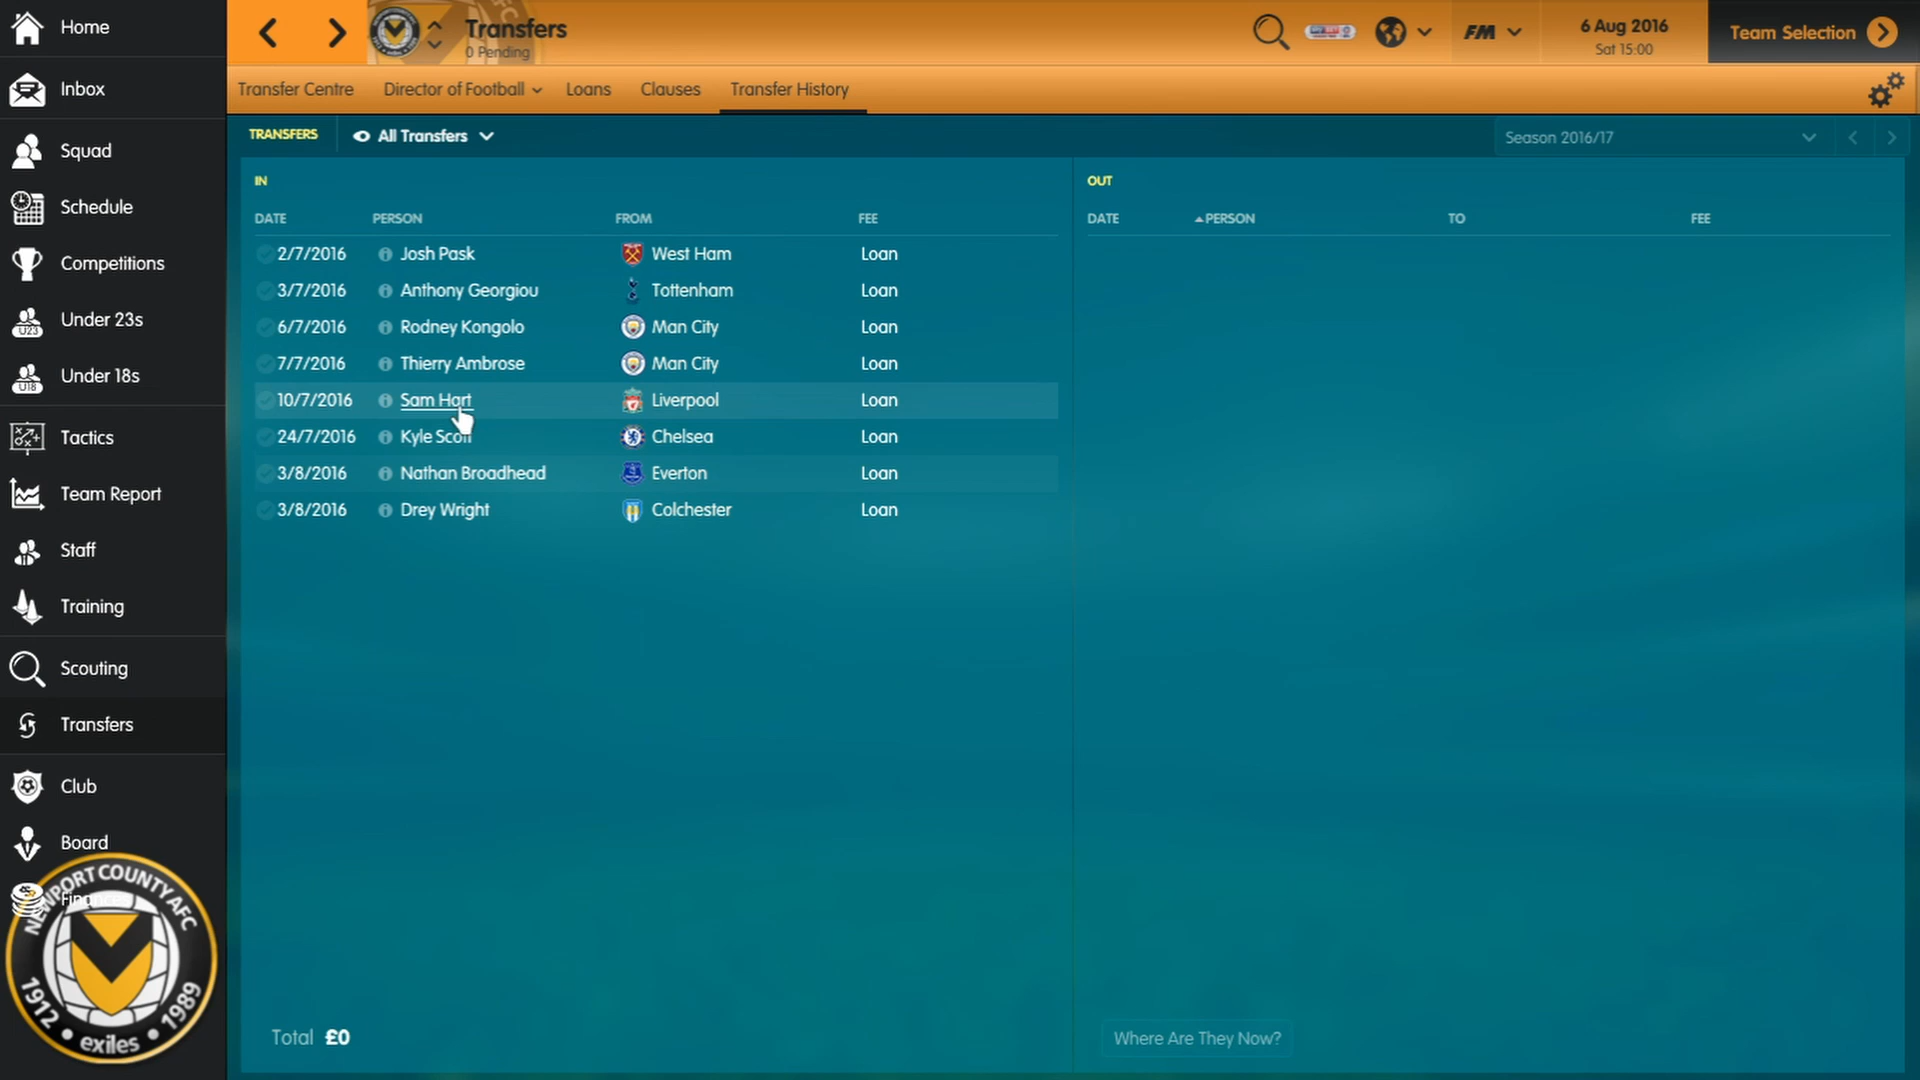 Home
Inbox
Squad
Schedule
Competitions
Under 23s
U23
Under 18s
U18
Tactics
Team Report
Staff
Training
Scouting
Transfers
Club
Board
Finances
NEWPORT COUNTY AFC
1912 • exiles • 1989
Transfers
0 Pending
FM
6 Aug 2016
Sat 15:00
Team Selection
Transfer Centre Director of Football Loans Clauses Transfer History
TRANSFERS All Transfers Season 2016/17
IN
DATE PERSON FROM FEE
2/7/2016 Josh Pask West Ham Loan
3/7/2016 Anthony Georgiou Tottenham Loan
6/7/2016 Rodney Kongolo Man City Loan
7/7/2016 Thierry Ambrose Man City Loan
10/7/2016 Sam Hart Liverpool Loan
24/7/2016 Kyle Scott Chelsea Loan
3/8/2016 Nathan Broadhead Everton Loan
3/8/2016 Drey Wright Colchester Loan
Total £0
OUT
DATE PERSON TO FEE
Where Are They Now?